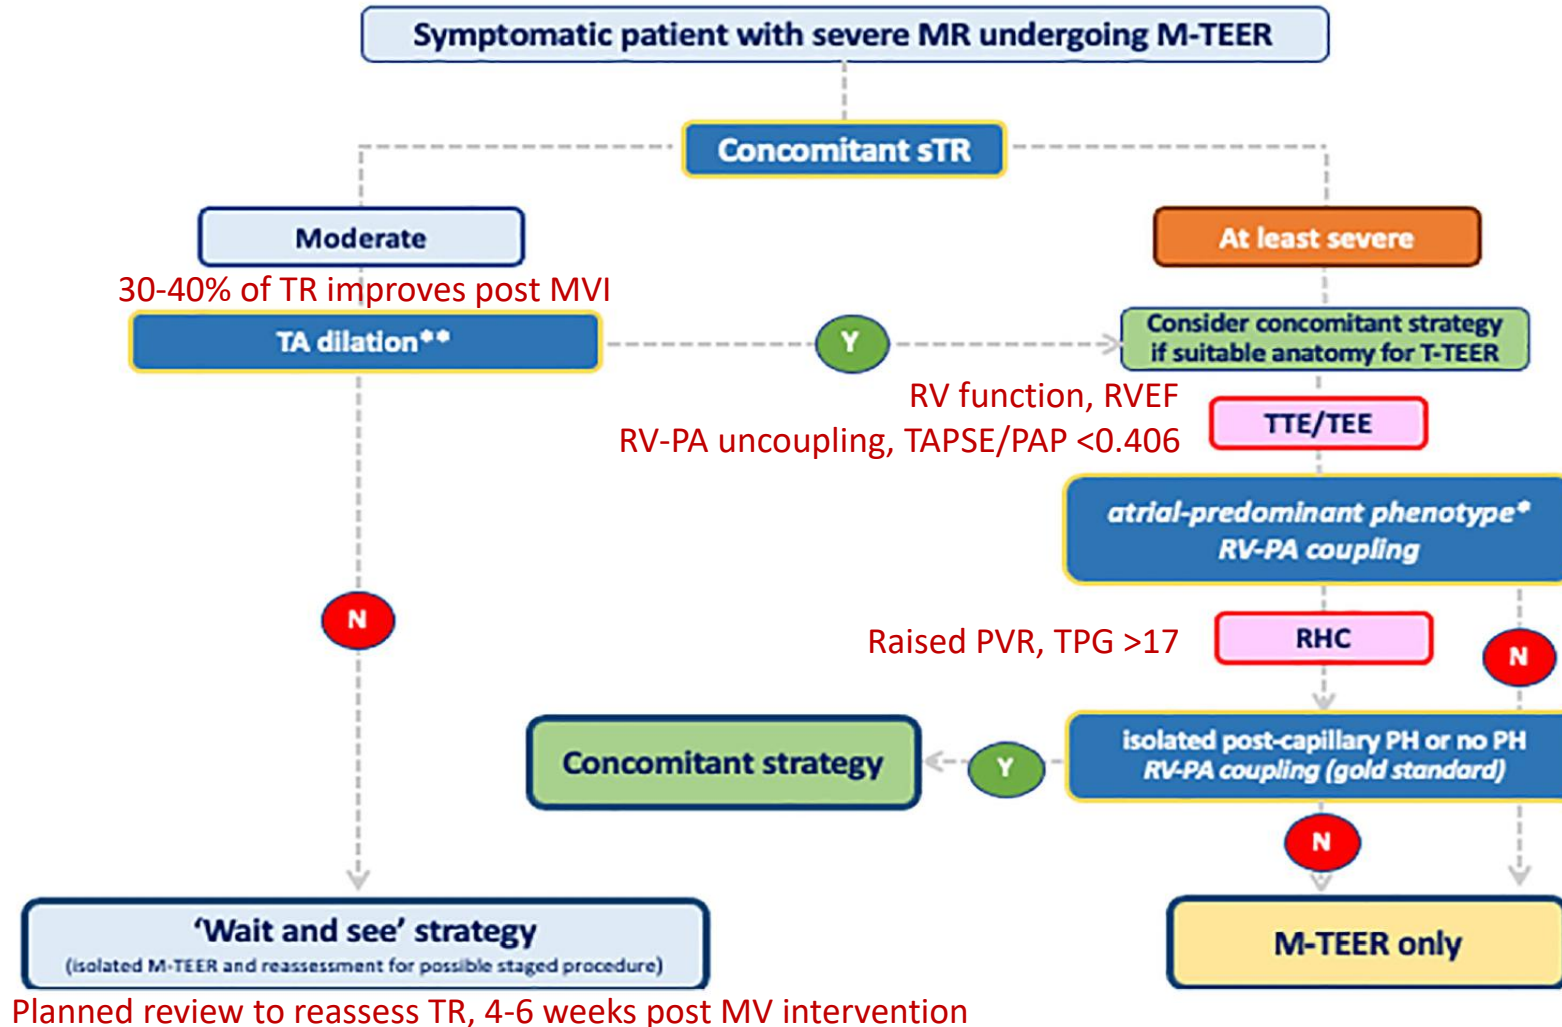 Symptomatic patient with severe MR undergoing M-TEER
Concomitant sTR
Moderate
At least severe
30-40% of TR improves post MVI
TA dilation**
Y
Consider concomitant strategy
if suitable anatomy for T-TEER
RV function, RVEF
RV-PA uncoupling, TAPSE/PAP <0.406
TTE/TEE
atrial-predominant phenotype*
RV-PA coupling
N
Raised PVR, TPG >17
RHC
N
Concomitant strategy
Y
isolated post-capillary PH or no PH
RV-PA coupling (gold standard)
N
'Wait and see' strategy
(isolated M-TEER and reassessment for possible staged procedure)
M-TEER only
Planned review to reassess TR, 4-6 weeks post MV intervention